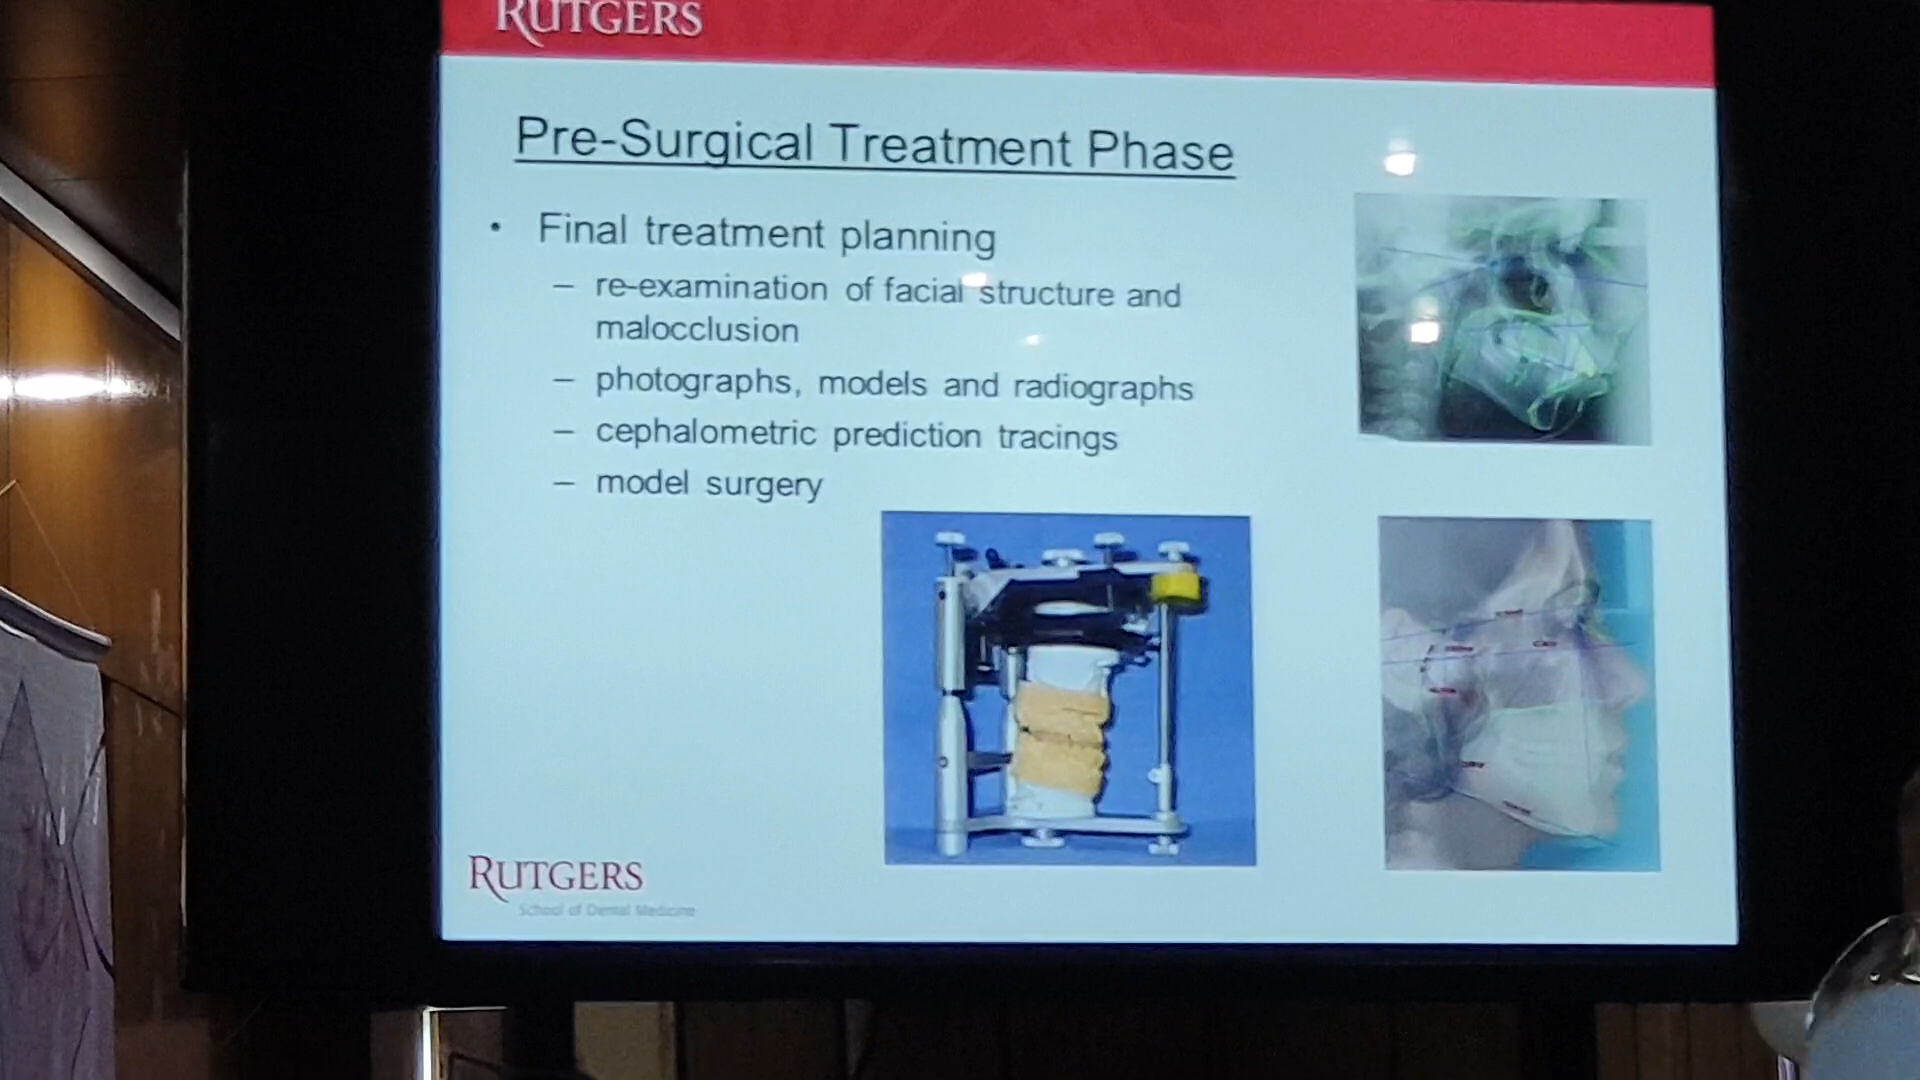 RUTGERS
Pre-Surgical Treatment Phase
• Final treatment planning
– re-examination of facial structure and
malocclusion
– photographs, models and radiographs
– cephalometric prediction tracings
– model surgery
RUTGERS
School of Dental Medicine